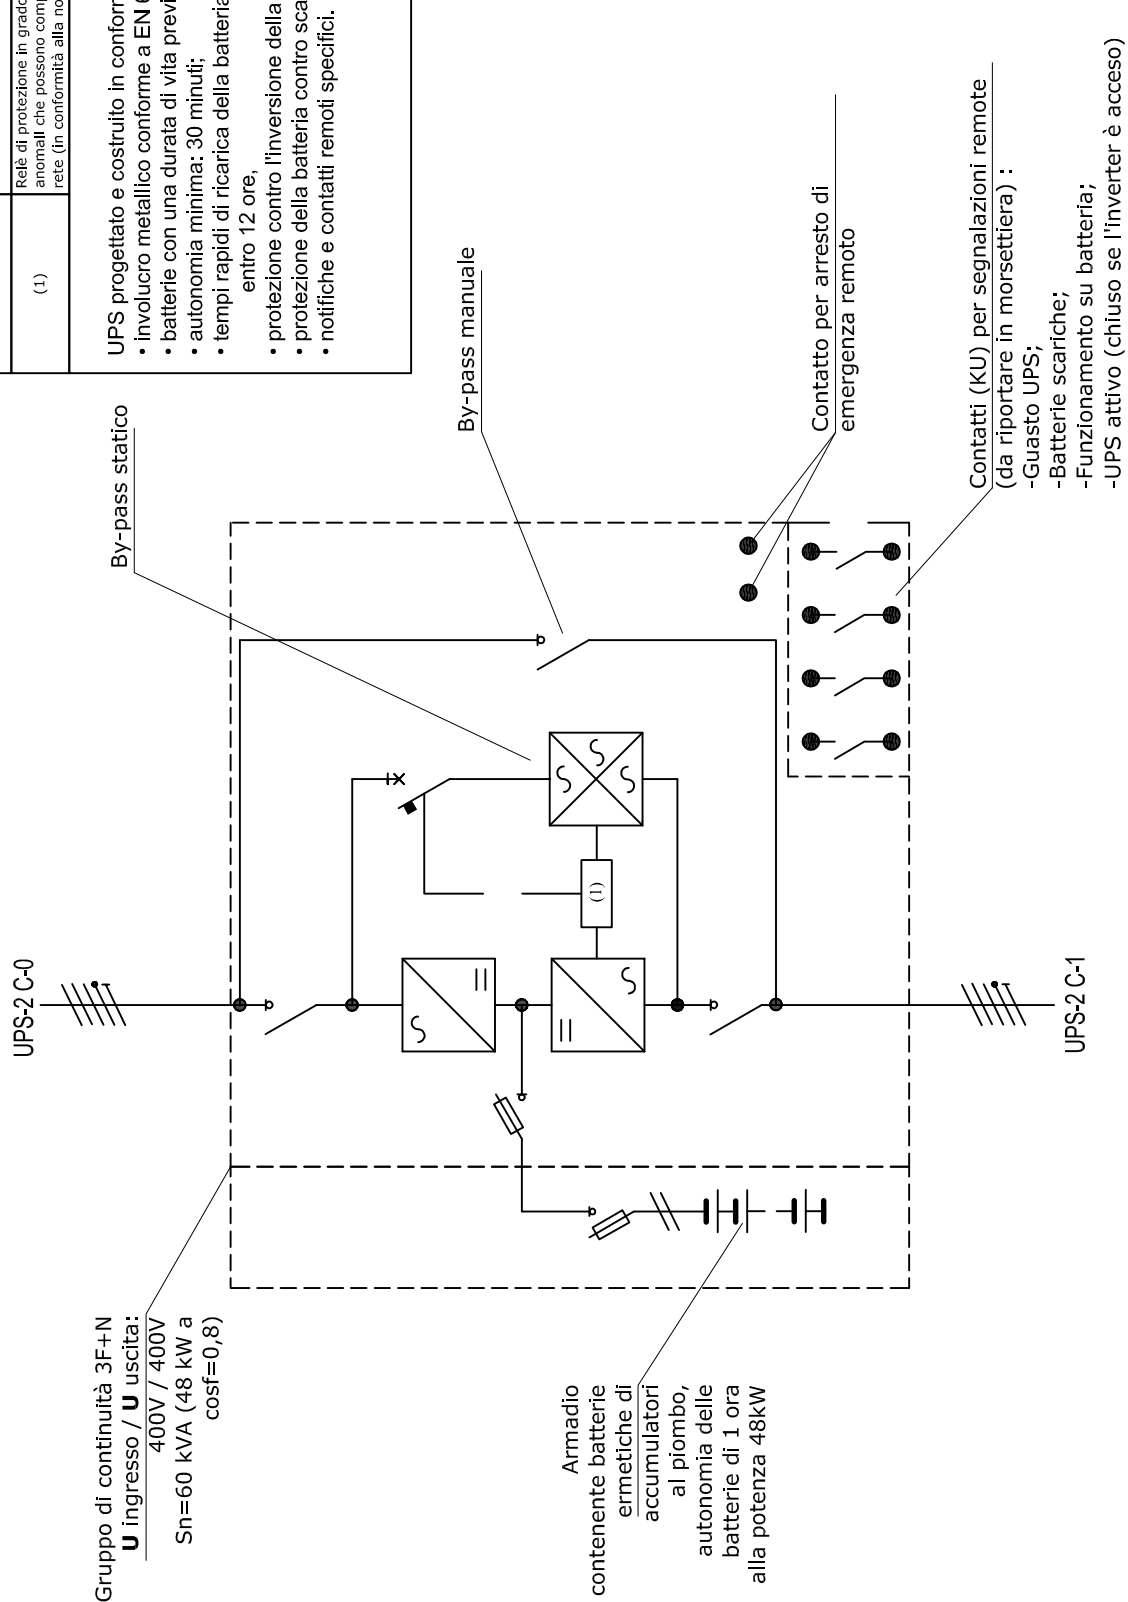 UPS-2 C-0
Gruppo di continuità 3F+N
U ingresso / U uscita:
400V / 400V
Sn=60 kVA (48 kW a
cosf=0,8)
By-pass statico
(1)
Relè di protezione in grado
anomali che possono
rete (in conformità alla
UPS progettato e costruito in
• involucro metallico conforme a EN
• batterie con una durata di vita
• autonomia minima: 30 minuti;
• tempi rapidi di ricarica della batteria
entro 12 ore,
• protezione contro l'inversione della
• protezione della batteria contro
• notifiche e contatti remoti specifici.
By-pass manuale
(1)
Armadio
contenente batterie
ermetiche di
accumulatori
al piombo,
autonomia delle
batterie di 1 ora
alla potenza 48kW
Contatto per arresto di
emergenza remoto
Contatti (KU) per segnalazioni remote
(da riportare in morsettiera) :
-Guasto UPS;
-Batterie scariche;
-Funzionamento su batteria;
-UPS attivo (chiuso se l'inverter è acceso)
UPS-2 C-1